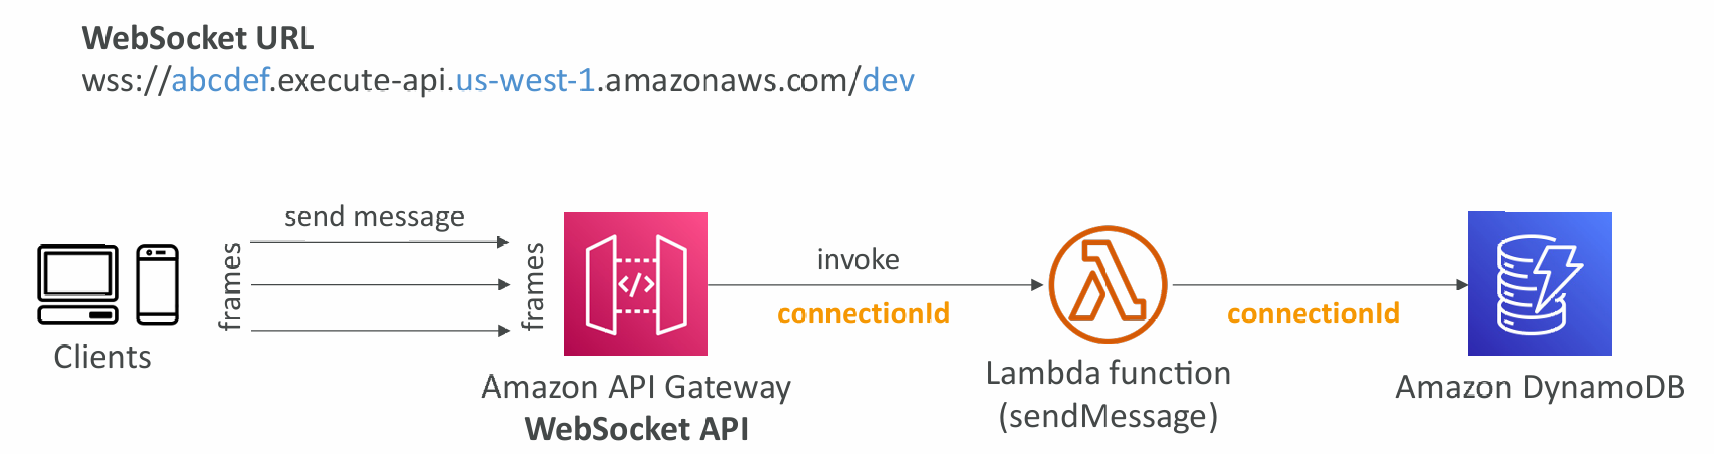 WebSocket URL
wss://abcdef.execute-api.us-west-1.amazonaws.com/dev
send message
frames
frames
invoke
connectionId
connectionId
Clients
</>
Amazon API Gateway
WebSocket API
Lambda function
(sendMessage)
Amazon DynamoDB